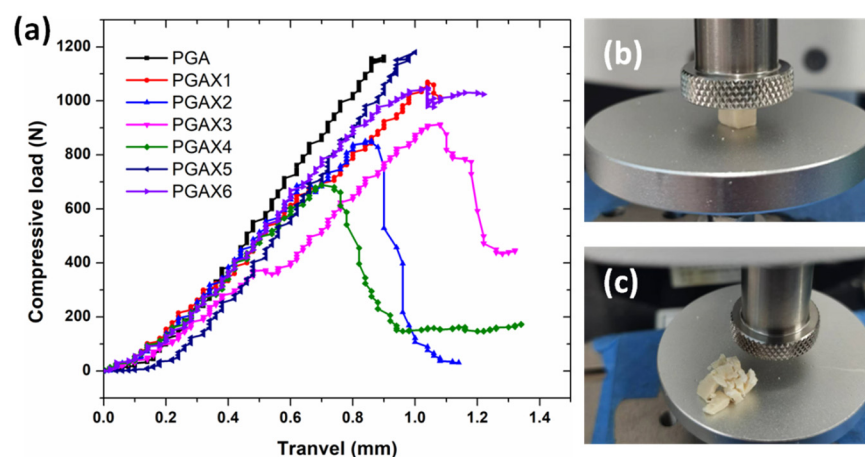 (a)
Compressive load (N)
1200
1000
800
600
400
200
0
PGA
PGAX1
PGAX2
PGAX3
PGAX4
PGAX5
PGAX6
0.0 0.2 0.4 0.6 0.8 1.0 1.2 1.4
Tranvel (mm)
(b)
(c)